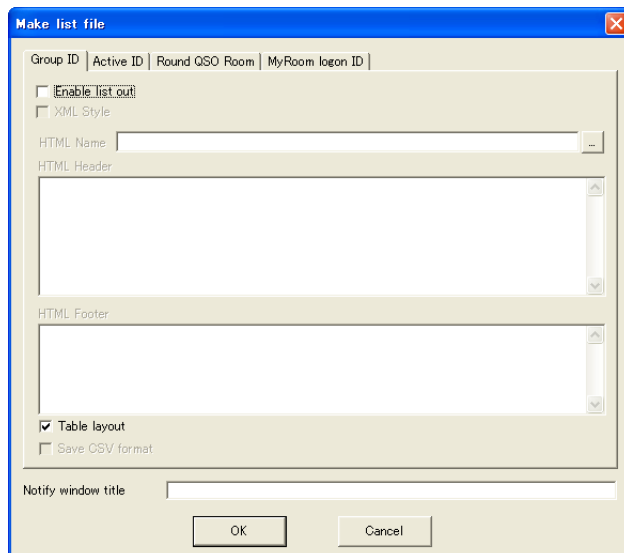 Make list file
Group ID Active ID Round QSO Room MyRoom logon ID
Enable list out
XML Style
HTML Name ...
HTML Header
HTML Footer
Table layout
Save CSV format
Notify window title
OK Cancel